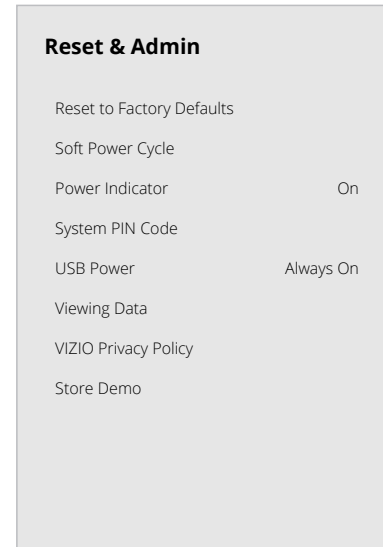 Reset & Admin
Reset to Factory Defaults
Soft Power Cycle
Power Indicator On
System PIN Code
USB Power Always On
Viewing Data
VIZIO Privacy Policy
Store Demo